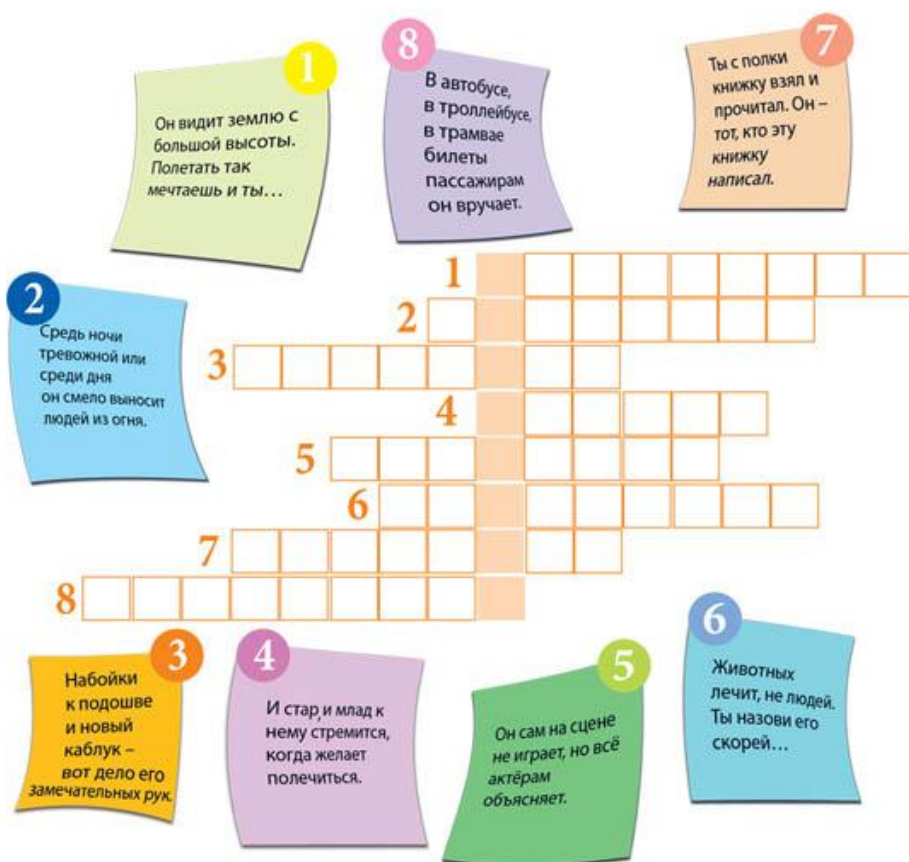 1
Он видит землю с
большой высоты.
Полетать так
мечтаешь и ты…
8
В автобусе,
в троллейбусе,
в трамвае
билеты
пассажирам
он вручает.
7
Ты с полки
книжку взял и
прочитал. Он –
тот, кто эту
книжку
написал.
2
Средь ночи
тревожной или
среди дня
он смело выносит
людей из огня.
1
2
3
4
5
6
7
8
3
Набойки
к подошве
и новый
каблук –
вот дело его
замечательных рук.
4
И стар,и млад к
нему стремится,
когда желает
полечиться.
5
Он сам на сцене
не играет, но всё
актёрам
объясняет.
6
Животных
лечит, не людей.
Ты назови его
скорей…